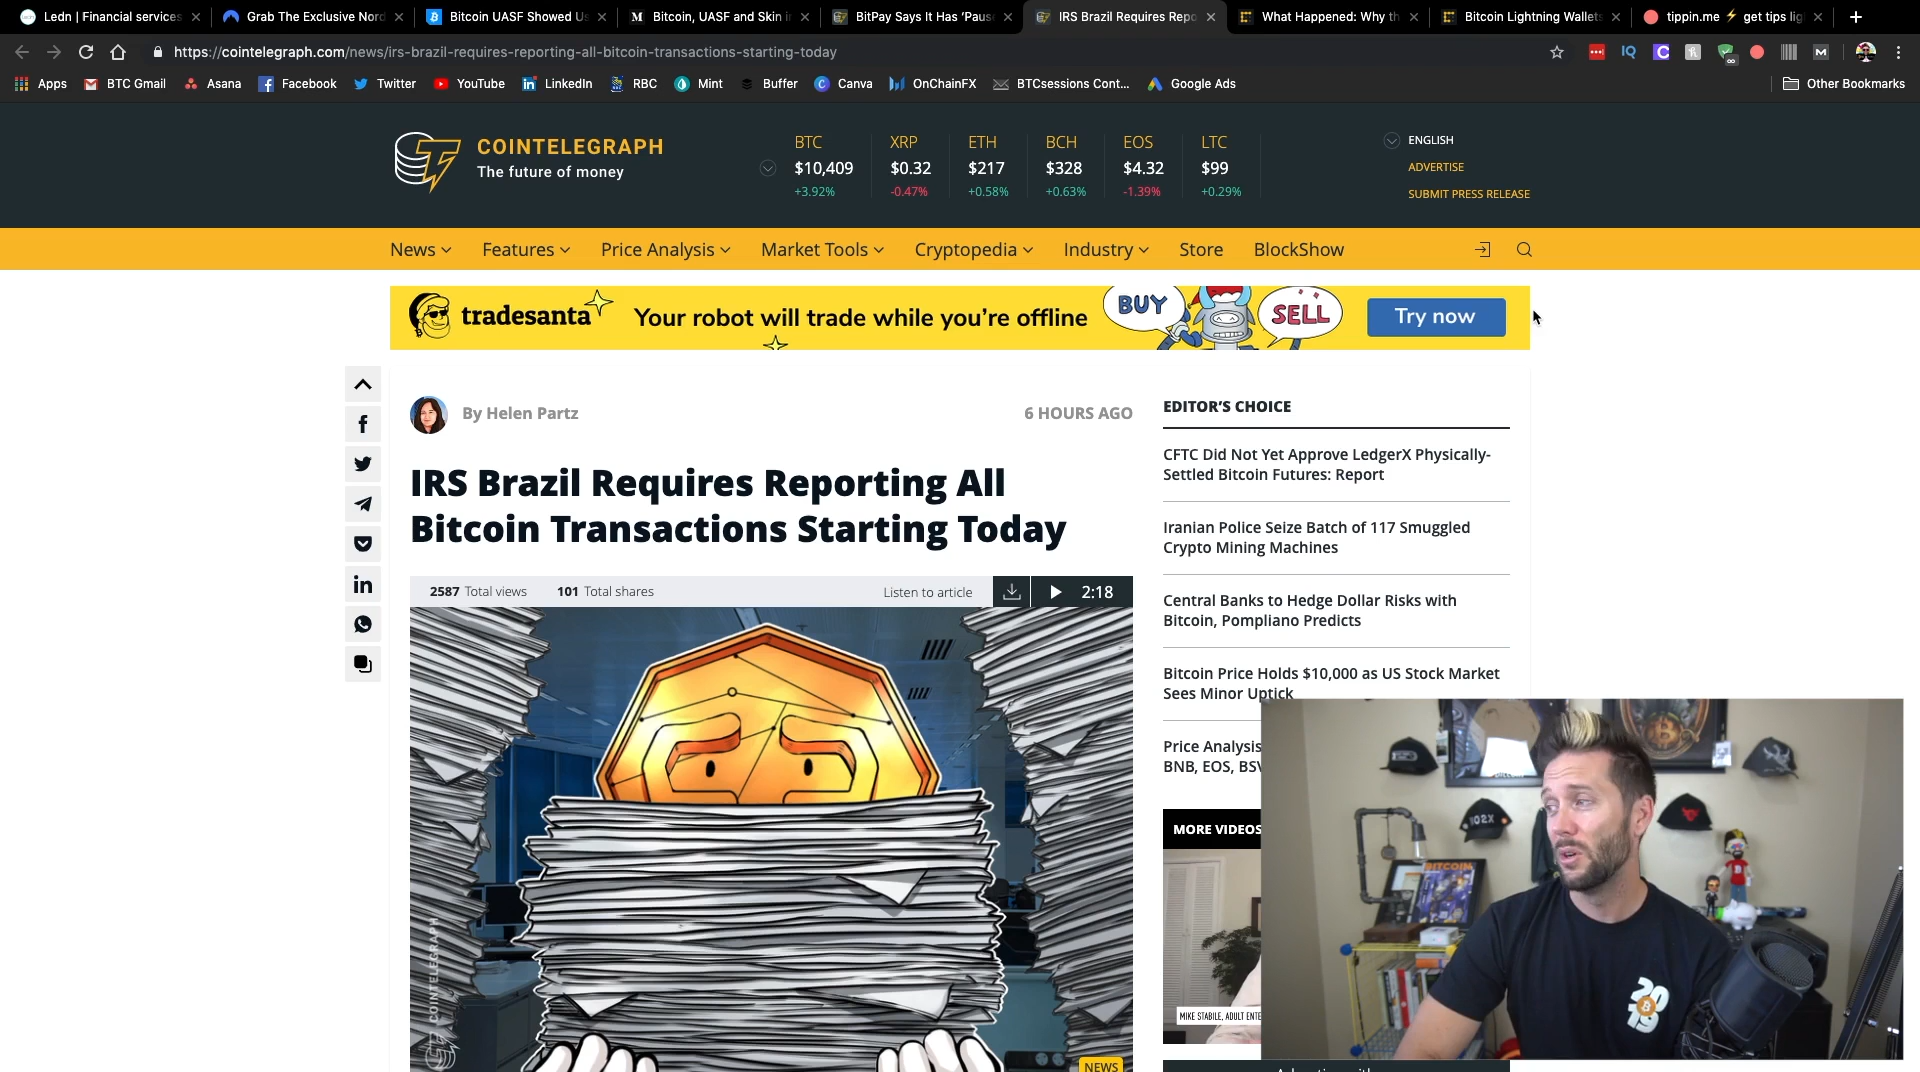 Ledn | Financial services
Grab The Exclusive Nord
Bitcoin UASF Showed Us
Bitcoin, UASF and Skin i
BitPay Says It Has 'Paus
IRS Brazil Requires Repo
What Happened: Why th
Bitcoin Lightning Wallets
tippin.me ⚡ get tips lig
https://cointelegraph.com/news/irs-brazil-requires-reporting-all-bitcoin-transactions-starting-today
Apps
BTC Gmail
Asana
Facebook
Twitter
YouTube
LinkedIn
RBC
Mint
Buffer
Canva
OnChainFX
BTCsessions Cont...
Google Ads
Other Bookmarks
COINTELEGRAPH
The future of money
BTC
$10,409
+3.92%
XRP
$0.32
-0.47%
ETH
$217
+0.58%
BCH
$328
+0.63%
EOS
$4.32
-1.39%
LTC
$99
+0.29%
ENGLISH
ADVERTISE
SUBMIT PRESS RELEASE
News
Features
Price Analysis
Market Tools
Cryptopedia
Industry
Store
BlockShow
tradesanta
Your robot will trade while you're offline
BUY
SELL
Try now
By Helen Partz
6 HOURS AGO
IRS Brazil Requires Reporting All
Bitcoin Transactions Starting Today
2587 Total views
101 Total shares
Listen to article
2:18
COINTELEGRAPH
NEWS
EDITOR'S CHOICE
CFTC Did Not Yet Approve LedgerX Physically-
Settled Bitcoin Futures: Report
Iranian Police Seize Batch of 117 Smuggled
Crypto Mining Machines
Central Banks to Hedge Dollar Risks with
Bitcoin, Pompliano Predicts
Bitcoin Price Holds $10,000 as US Stock Market
Sees Minor Uptick
Price Analysis
BNB, EOS, BSV
MORE VIDEOS
MIKE STABILE, ADULT ENTE
BITCOIN